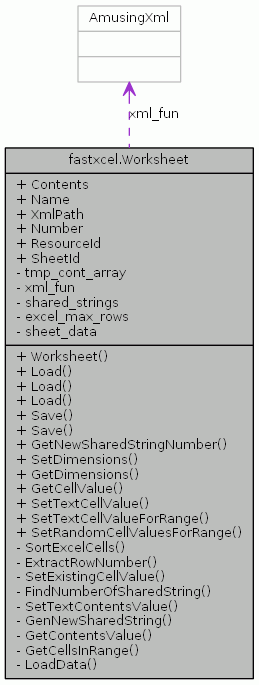 AmusingXml
xml_fun
fastxcel.Worksheet
+ Contents
+ Name
+ XmlPath
+ Number
+ ResourceId
+ SheetId
- tmp_cont_array
- xml_fun
- shared_strings
- excel_max_rows
- sheet_data
+ Worksheet()
+ Load()
+ Load()
+ Load()
+ Save()
+ Save()
+ GetNewSharedStringNumber()
+ SetDimensions()
+ GetDimensions()
+ GetCellValue()
+ SetTextCellValue()
+ SetTextCellValueForRange()
+ SetRandomCellValuesForRange()
- SortExcelCells()
- ExtractRowNumber()
- SetExistingCellValue()
- FindNumberOfSharedString()
- SetTextContentsValue()
- GenNewSharedString()
- GetContentsValue()
- GetCellsInRange()
- LoadData()